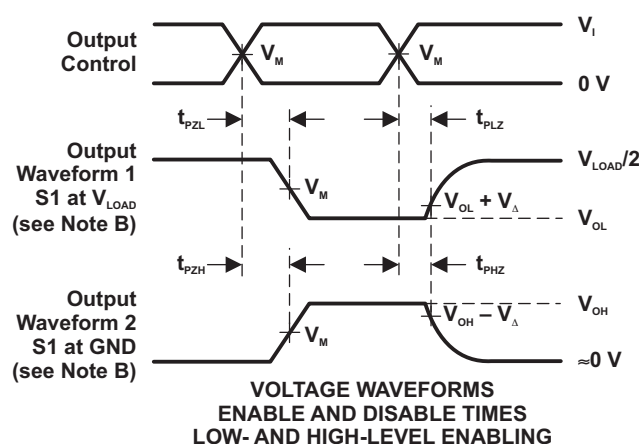 Output
Control
V_M
V_M
V_I
0 V
t_PZL
t_PLZ
Output
Waveform 1
S1 at V_LOAD
(see Note B)
V_M
V_OL + V_Δ
V_LOAD/2
V_OL
t_PZH
t_PHZ
Output
Waveform 2
S1 at GND
(see Note B)
V_M
V_OH – V_Δ
V_OH
≈0 V
VOLTAGE WAVEFORMS
ENABLE AND DISABLE TIMES
LOW- AND HIGH-LEVEL ENABLING